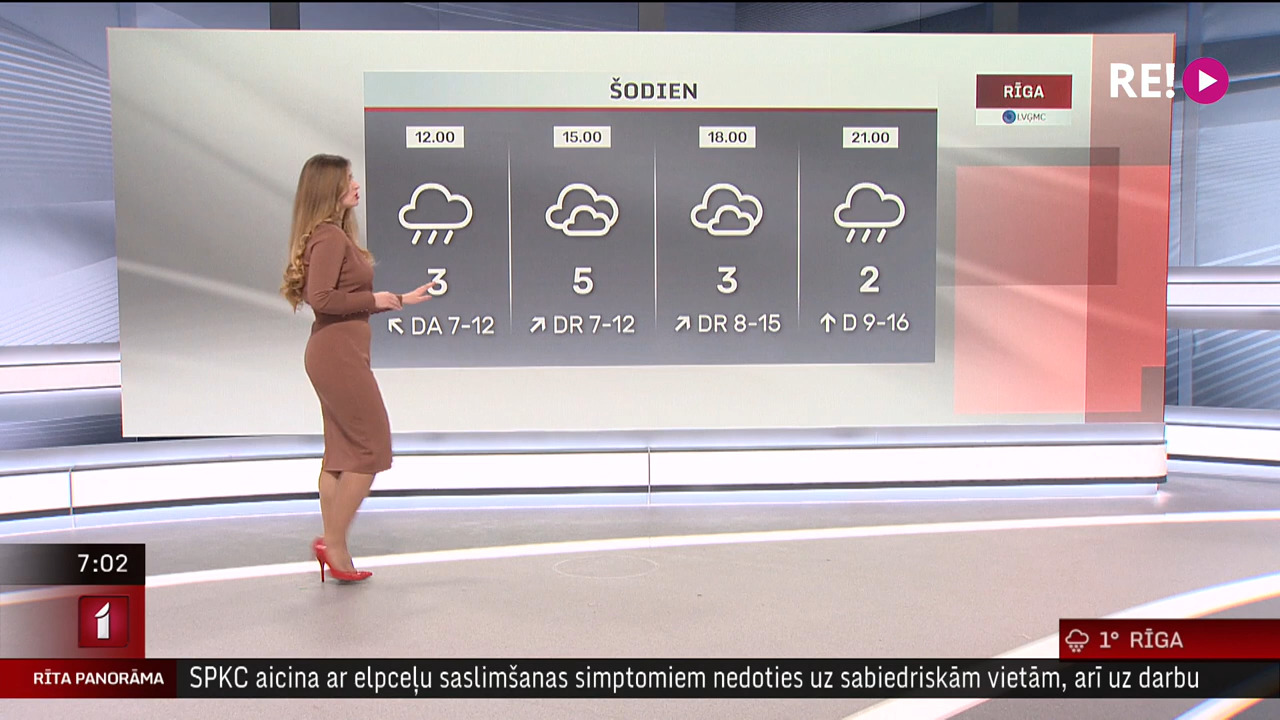 RE!
ŠODIEN
RĪGA
LVĢMC
12.00 15.00 18.00 21.00
3 5 3 2
DA 7-12 DR 7-12 DR 8-15 D 9-16
7:02
1
1° RĪGA
RĪTA PANORĀMA
SPKC aicina ar elpceļu saslimšanas simptomiem nedoties uz sabiedriskām vietām, arī uz darbu